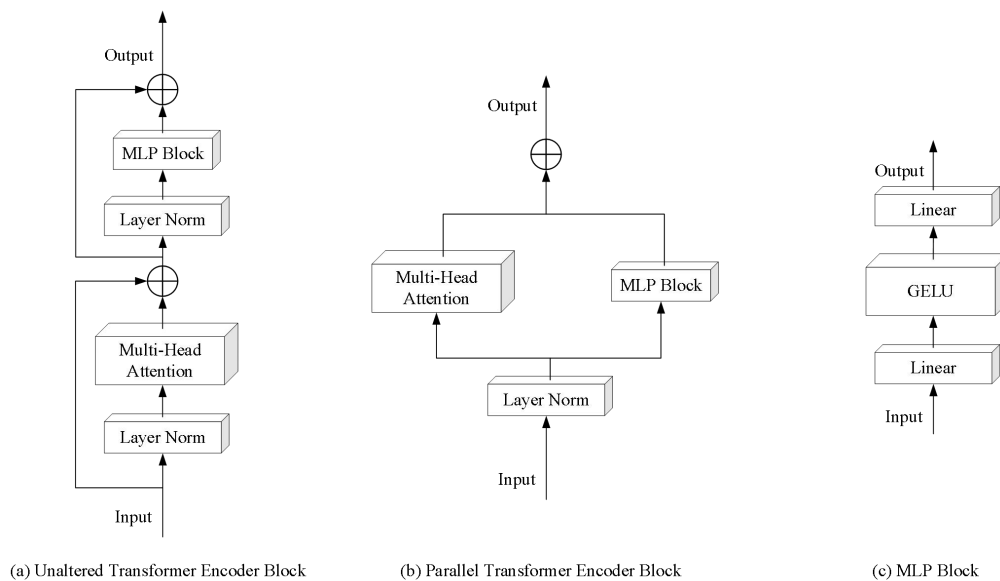 Output
MLP Block
Layer Norm
Multi-Head
Attention
Layer Norm
Input
(a) Unaltered Transformer Encoder Block
Output
Multi-Head
Attention
MLP Block
Layer Norm
Input
(b) Parallel Transformer Encoder Block
Output
Linear
GELU
Linear
Input
(c) MLP Block